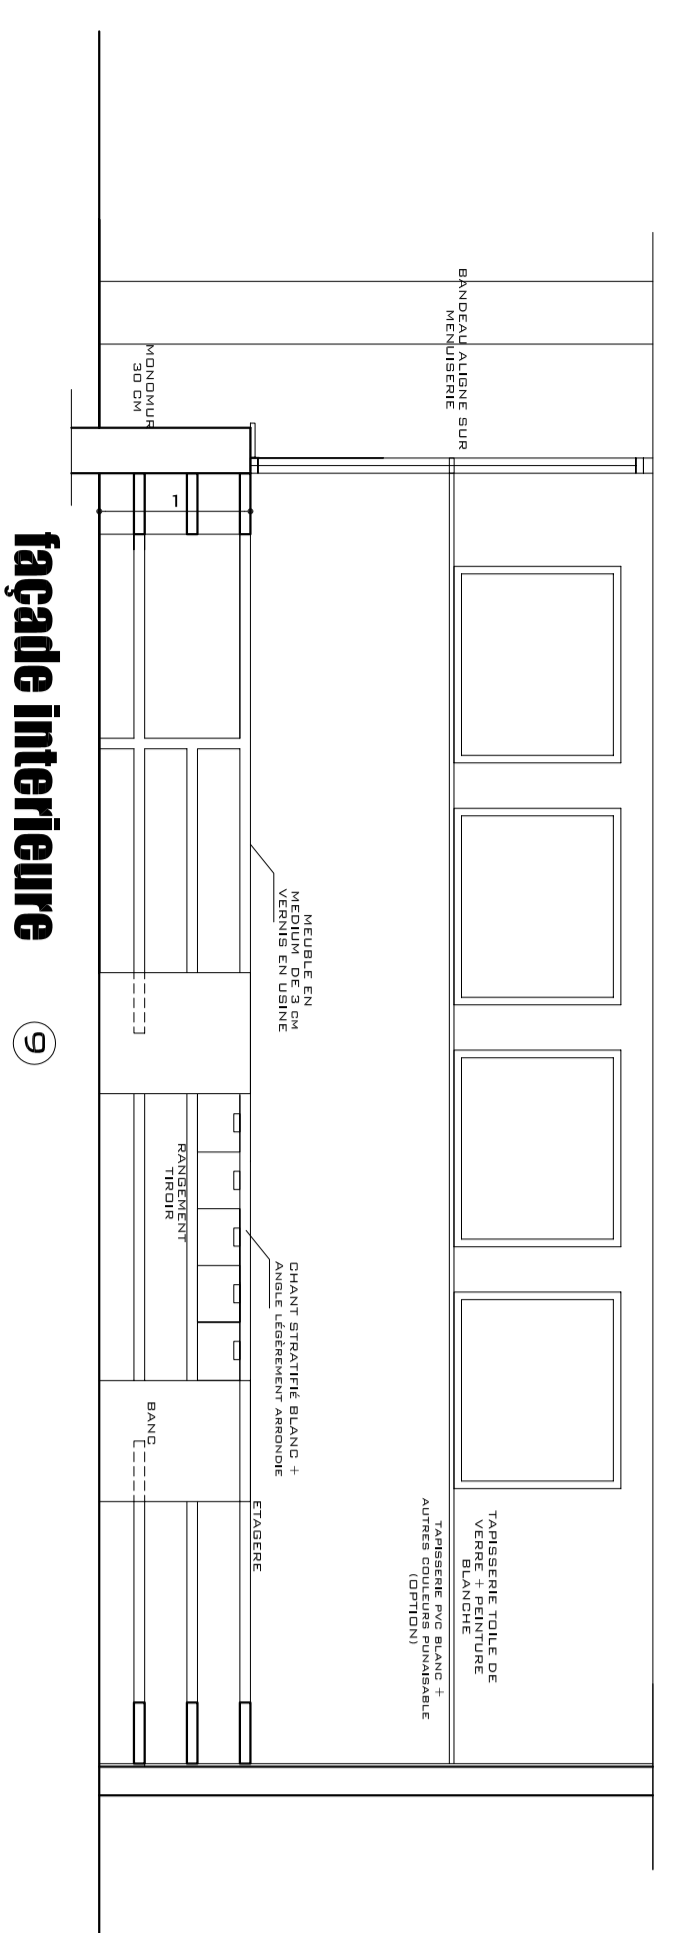 BANDEAU ALIGNE SUR
MENUISERIE
MONOMUR
30 CM
1
MEUBLE EN
MEDIUM DE 3 CM
VERNIS EN USINE
RANGEMENT
TIROIR
CHANT STRATIFIÉ BLANC +
ANGLE LÉGÈREMENT ARRONDIE
BANC
ETAGERE
TAPISSERIE TOILE DE
VERRE + PEINTURE
BLANCHE
TAPISSERIE PVC BLANC +
AUTRES COULEURS PUNAISABLE
(OPTION)
façade interieure
9